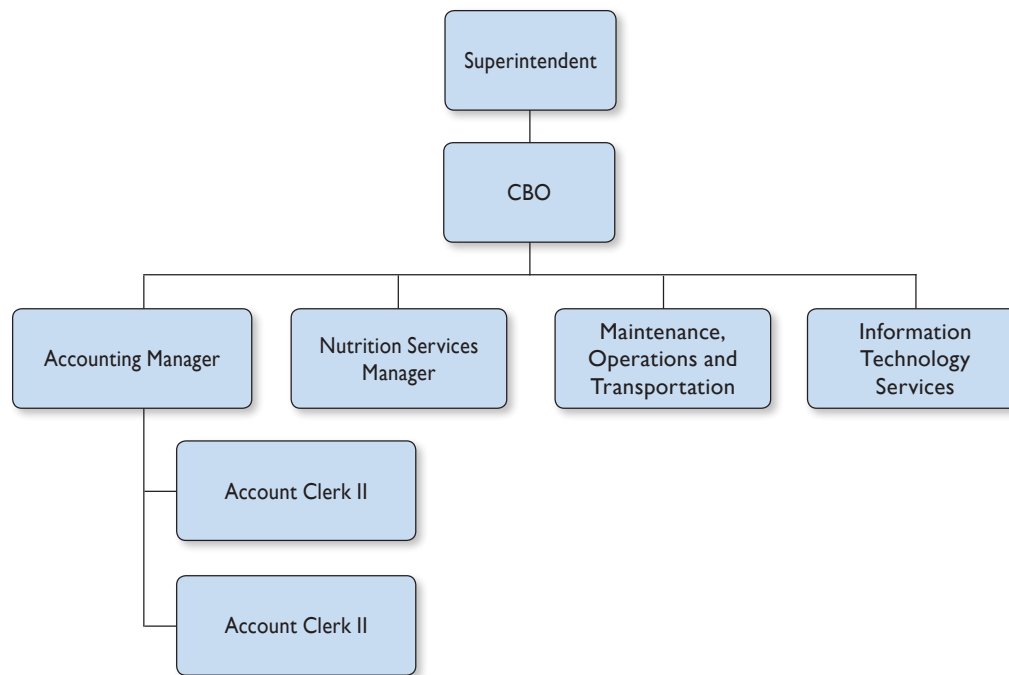 Superintendent
CBO
Accounting Manager
Nutrition Services
Manager
Maintenance,
Operations and
Transportation
Information
Technology
Services
Account Clerk II
Account Clerk II